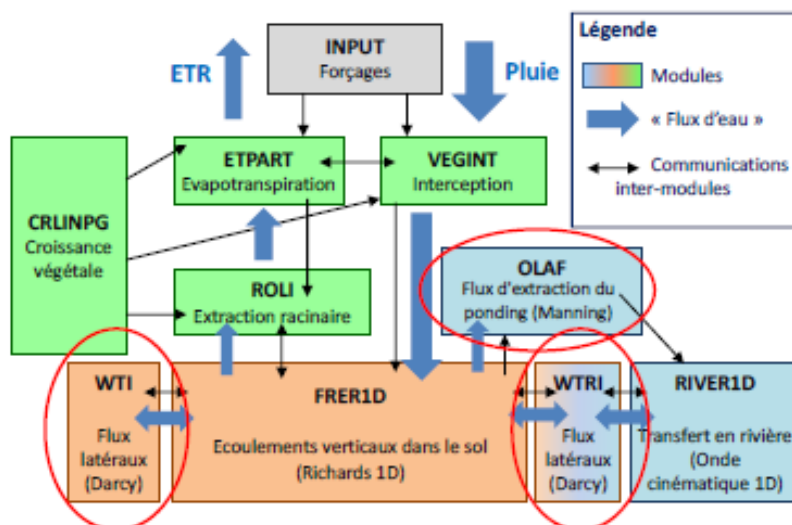 INPUT
Forçages
ETR
Pluie
Légende
Modules
« Flux d'eau »
Communications
inter-modules
ETPART
Evapotranspiration
VEGINT
Interception
CRLINPG
Croissance
végétale
ROLI
Extraction racinaire
OLAF
Flux d'extraction du
ponding (Manning)
WTI
Flux
latéraux
(Darcy)
FRER1D
Ecoulements verticaux dans le sol
(Richards 1D)
WTRI
Flux
latéraux
(Darcy)
RIVER1D
Transfert en rivière
(Onde
cinématique 1D)